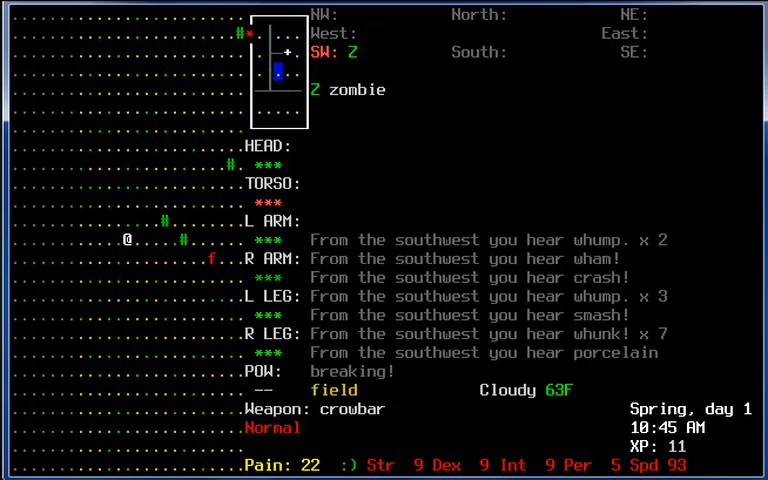 NW: North: NE:
West: East:
SW: Z South: SE:
Z zombie
HEAD:
***
TORSO:
***
L ARM:
*** From the southwest you hear whump. x 2
R ARM: From the southwest you hear wham!
*** From the southwest you hear crash!
L LEG: From the southwest you hear whump. x 3
*** From the southwest you hear smash!
R LEG: From the southwest you hear whunk! x 7
*** From the southwest you hear porcelain
POW: breaking!
-- field Cloudy 63F
Weapon: crowbar Spring, day 1
Normal 10:45 AM
XP: 11
Pain: 22 :) Str 9 Dex 9 Int 9 Per 5 Spd 93